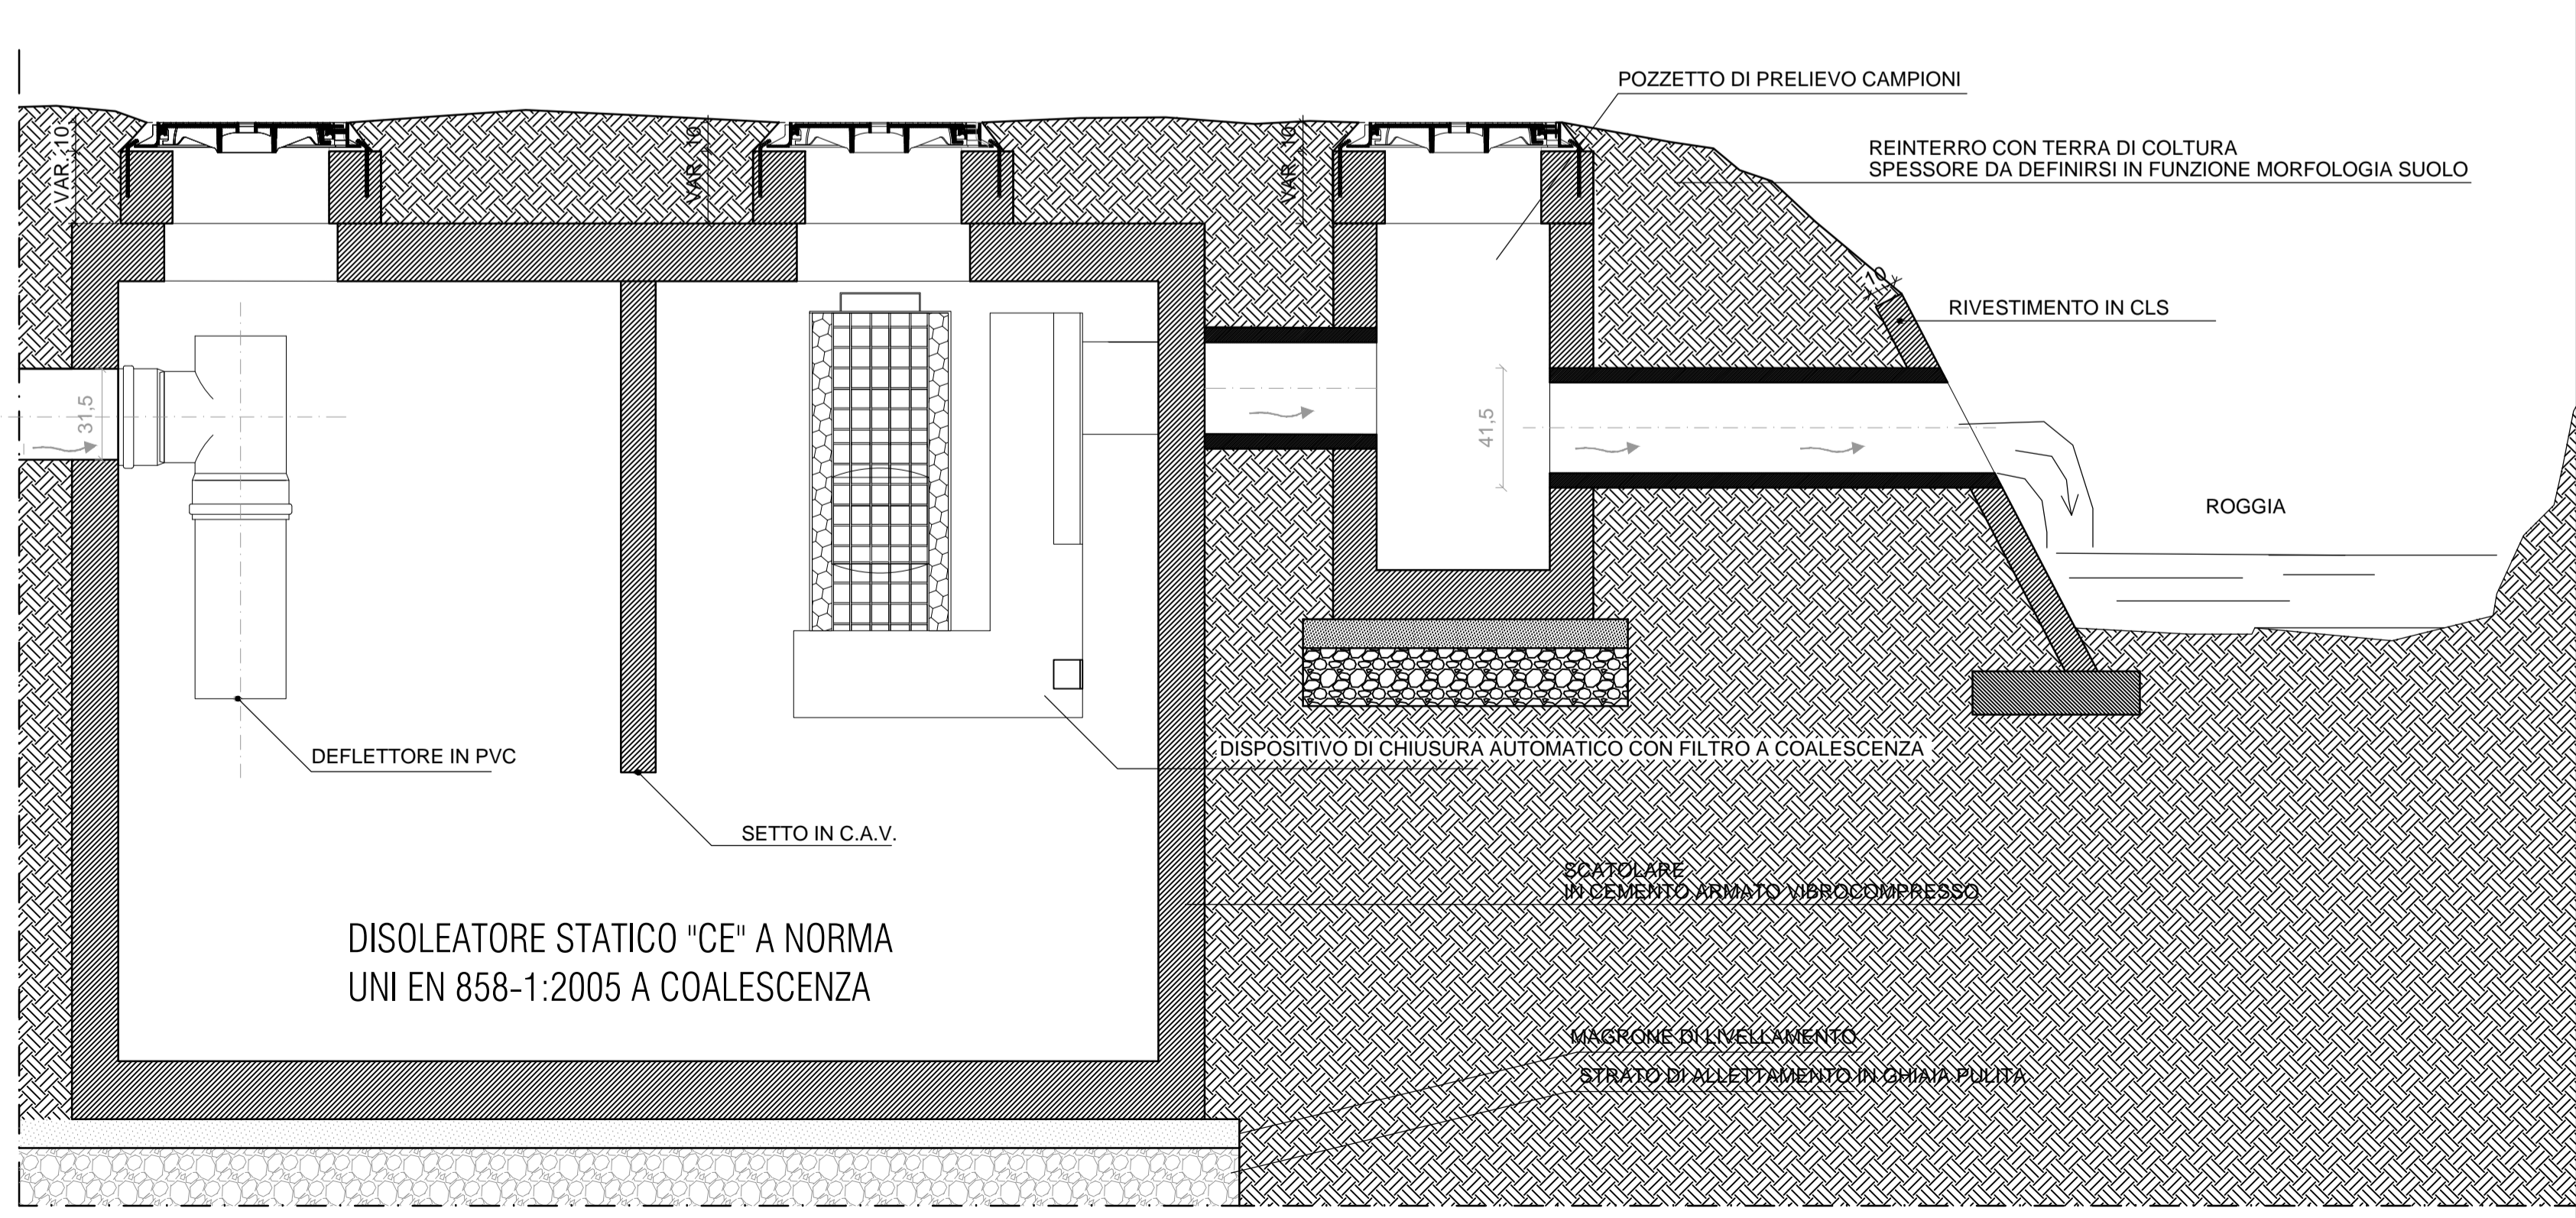 POZZETTO DI PRELIEVO CAMPIONI
VAR. 10
VAR. 10
VAR. 10
REINTERRO CON TERRA DI COLTURA
SPESSORE DA DEFINIRSI IN FUNZIONE MORFOLOGIA SUOLO
10
RIVESTIMENTO IN CLS
31,5
41,5
ROGGIA
DEFLETTORE IN PVC
DISPOSITIVO DI CHIUSURA AUTOMATICO CON FILTRO A COALESCENZA
SETTO IN C.A.V.
SCATOLARE
IN CEMENTO ARMATO VIBROCOMPRESSO
DISOLEATORE STATICO "CE" A NORMA
UNI EN 858-1:2005 A COALESCENZA
MAGRONE DI LIVELLAMENTO
STRATO DI ALLETTAMENTO IN GHIAIA PULITA